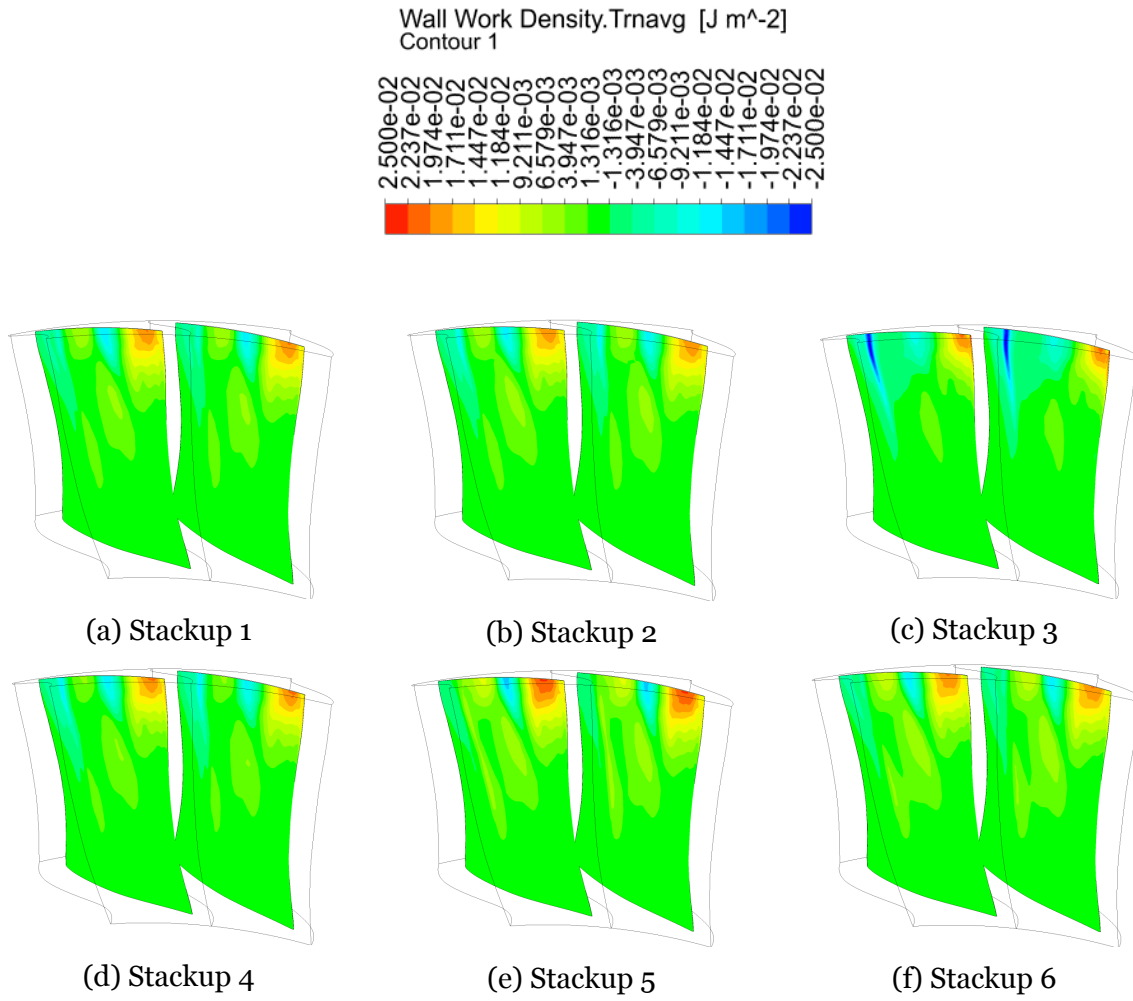 Wall Work Density.Trnavg [J m^-2]
Contour 1
2.500e-02
2.237e-02
1.974e-02
1.711e-02
1.447e-02
1.184e-02
9.211e-03
6.579e-03
3.947e-03
1.316e-03
-1.316e-03
-3.947e-03
-6.579e-03
-9.211e-03
-1.184e-02
-1.447e-02
-1.711e-02
-1.974e-02
-2.237e-02
-2.500e-02
(a) Stackup 1
(b) Stackup 2
(c) Stackup 3
(d) Stackup 4
(e) Stackup 5
(f) Stackup 6